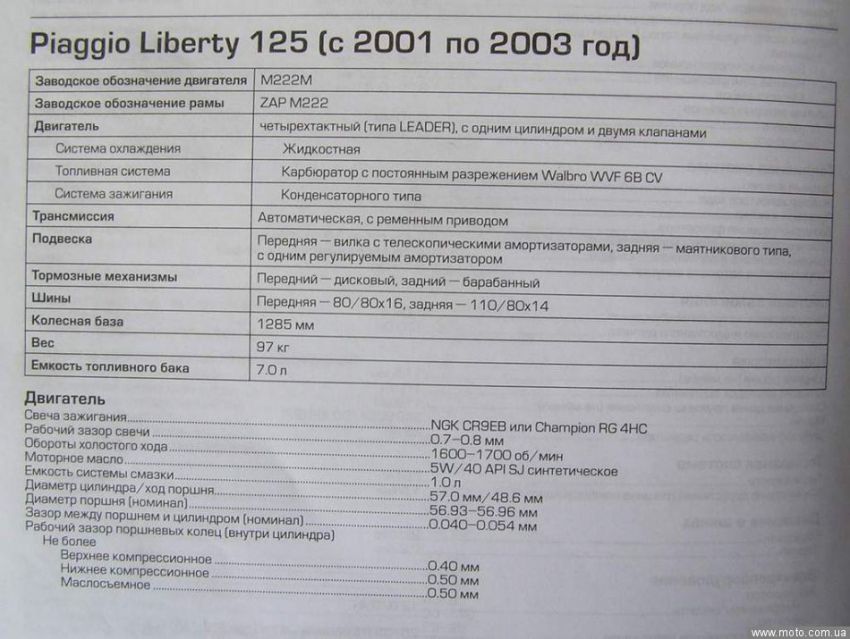 Piaggio Liberty 125 (с 2001 по 2003 год)
Заводское обозначение двигателя M222M
Заводское обозначение рамы ZAP M222
Двигатель четырехтактный (типа LEADER), с одним цилиндром и двумя клапанами
Система охлаждения Жидкостная
Топливная система Карбюратор с постоянным разрежением Walbro WVF 6B CV
Система зажигания Конденсаторного типа
Трансмиссия Автоматическая, с ременным приводом
Подвеска Передняя — вилка с телескопическими амортизаторами, задняя — маятникового типа,
с одним регулируемым амортизатором
Тормозные механизмы Передний — дисковый, задний — барабанный
Шины Передняя — 80/80x16, задняя — 110/80x14
Колесная база 1285 мм
Вес 97 кг
Емкость топливного бака 7.0 л
Двигатель
Свеча зажигания NGK CR9EB или Champion RG 4HC
Рабочий зазор свечи 0.7—0.8 мм
Обороты холостого хода 1600—1700 об/мин
Моторное масло 5W/40 API SJ синтетическое
Емкость системы смазки 1.0 л
Диаметр цилиндра/ход поршня 57.0 мм/48.6 мм
Диаметр поршня (номинал) 56.93—56.96 мм
Зазор между поршнем и цилиндром (номинал) 0.040—0.054 мм
Рабочий зазор поршневых колец (внутри цилиндра)
Не более
Верхнее компрессионное 0.40 мм
Нижнее компрессионное 0.50 мм
Маслосъемное 0.50 мм
www.moto.com.ua